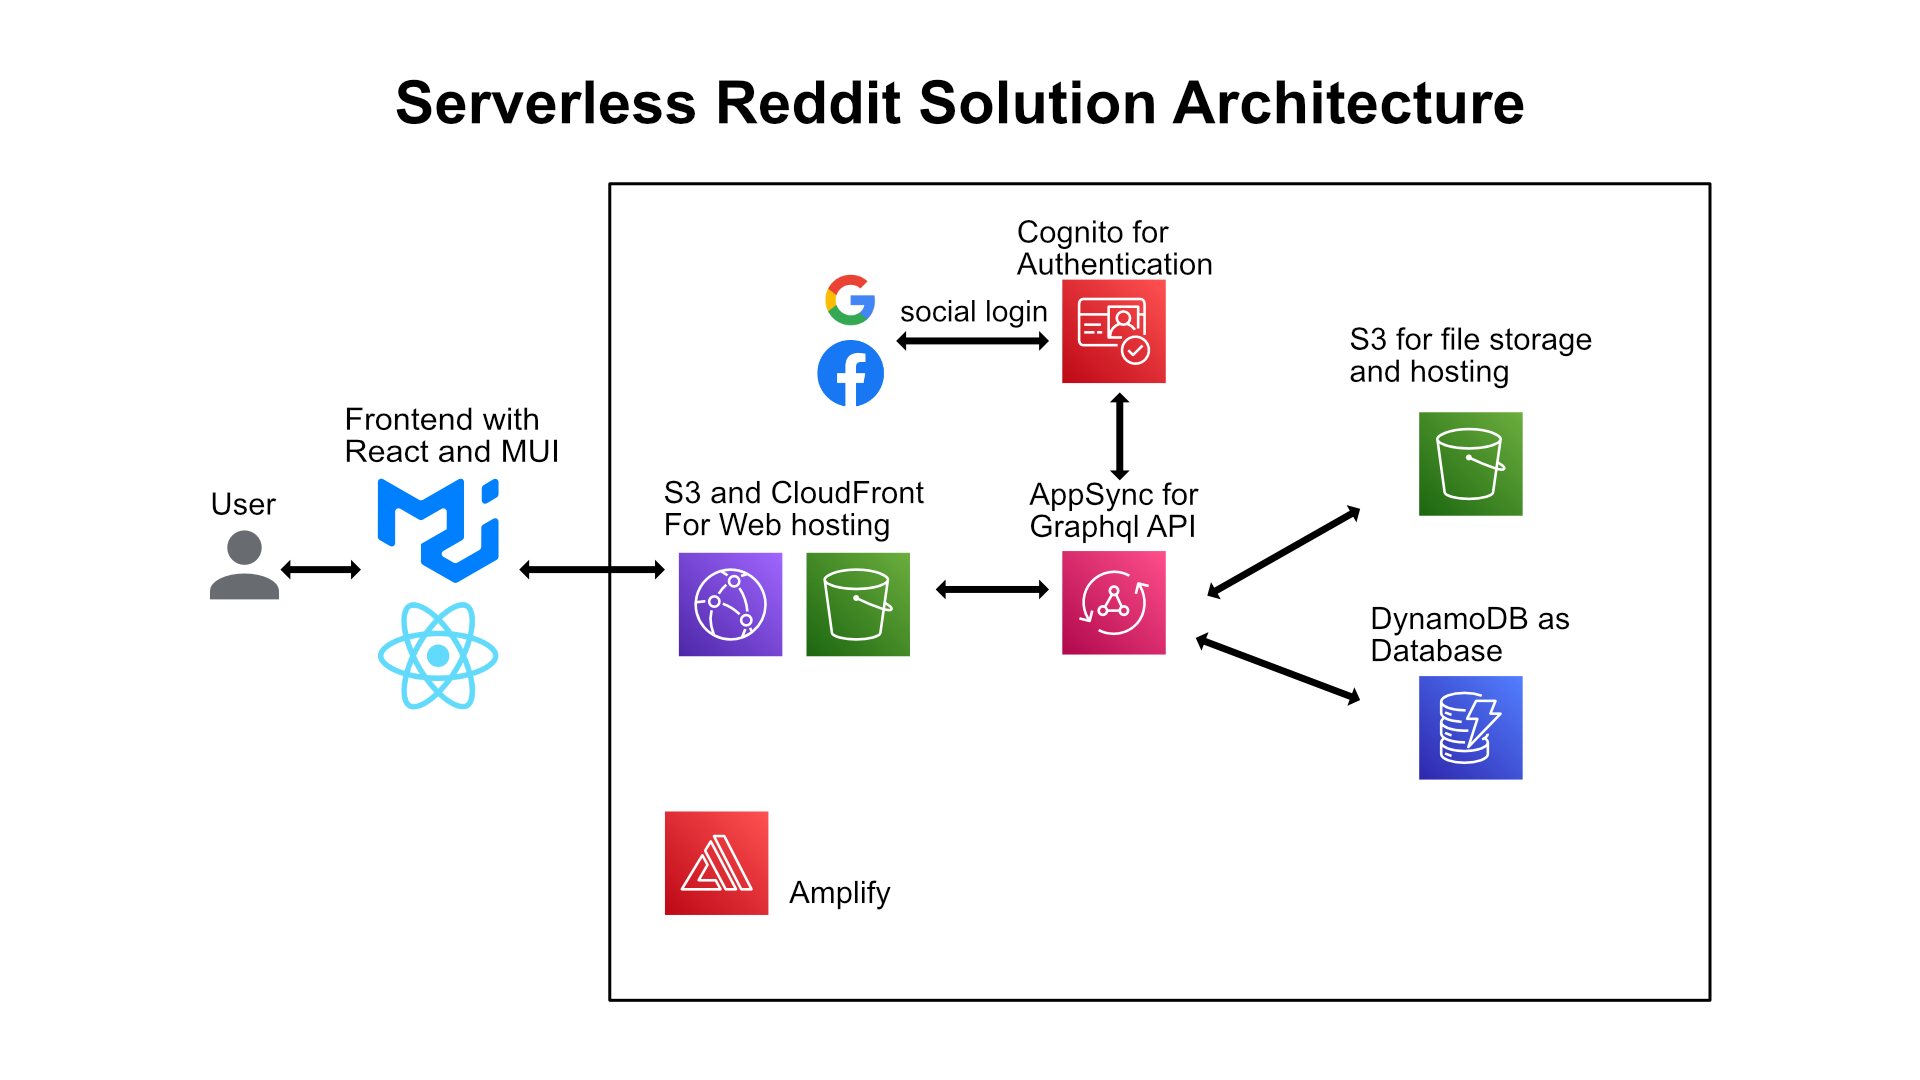 Serverless Reddit Solution Architecture
Cognito for
Authentication
social login
S3 for file storage
and hosting
Frontend with
React and MUI
User
S3 and CloudFront
For Web hosting
AppSync for
Graphql API
DynamoDB as
Database
Amplify